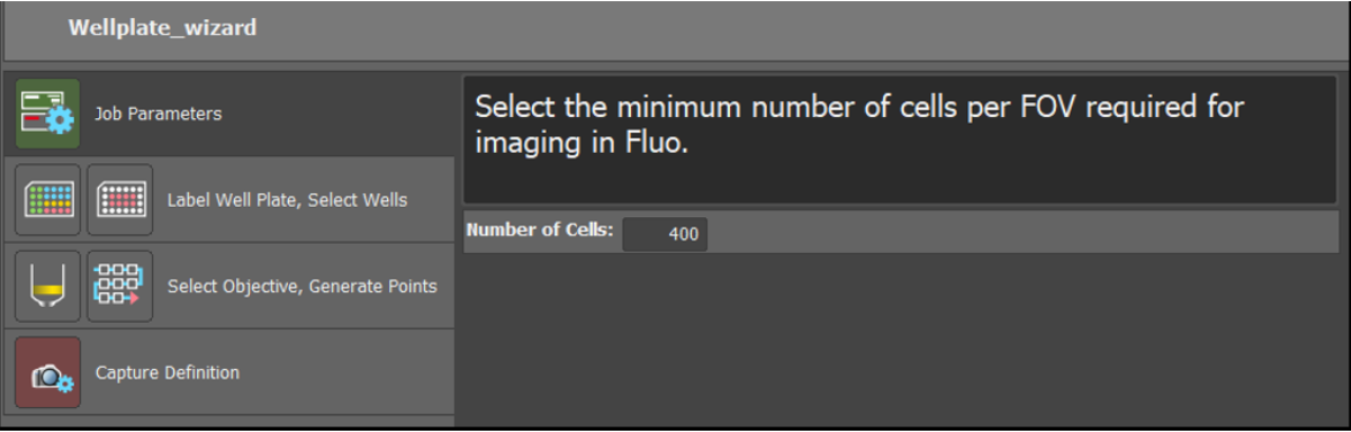 Wellplate_wizard
Job Parameters
Label Well Plate, Select Wells
Select Objective, Generate Points
Capture Definition
Select the minimum number of cells per FOV required for
imaging in Fluo.
Number of Cells: 400